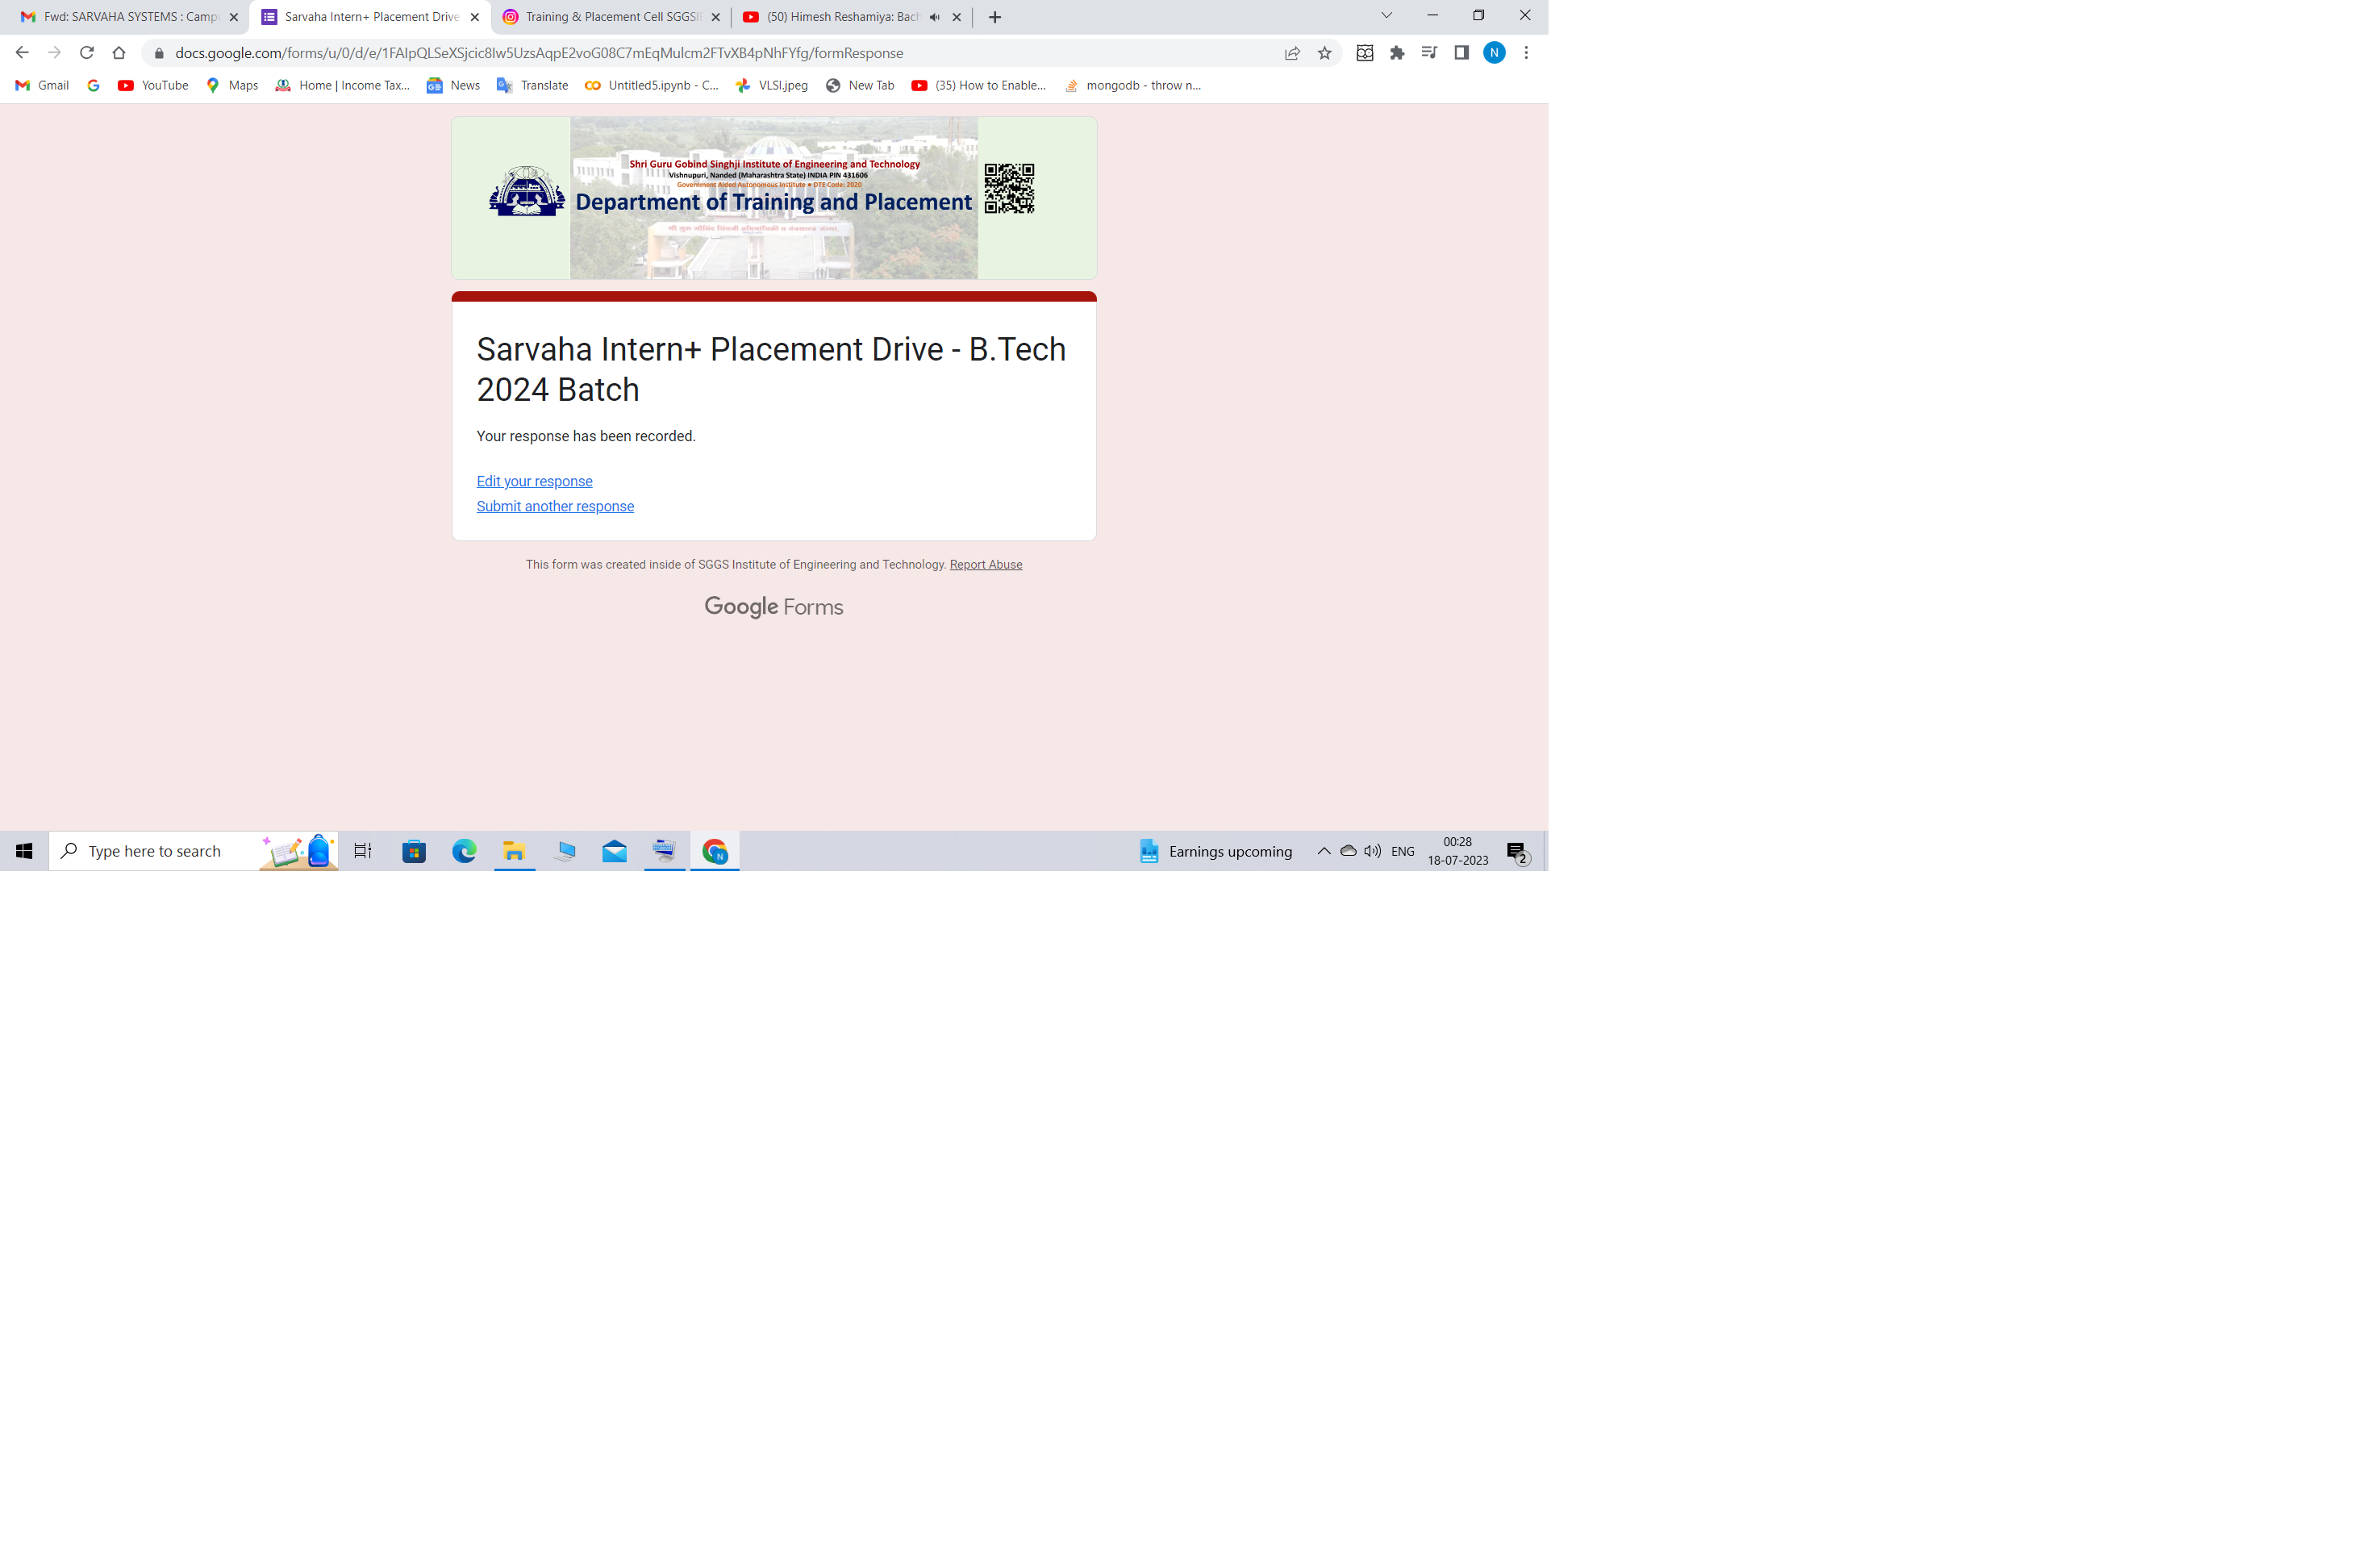 Fwd: SARVAHA SYSTEMS : Camp
Sarvaha Intern+ Placement Drive
Training & Placement Cell SGGSI
(50) Himesh Reshamiya: Bach
docs.google.com/forms/u/0/d/e/1FAIpQLSeXSjcic8Iw5UzsAqpE2voG08C7mEqMulcm2FTvXB4pNhFYfg/formResponse
N
Gmail
YouTube
Maps
Home | Income Tax...
News
Translate
Untitled5.ipynb - C...
VLSI.jpeg
New Tab
(35) How to Enable...
mongodb - throw n...
Shri Guru Gobind Singhji Institute of Engineering and Technology
Vishnupuri, Nanded (Maharashtra State) INDIA PIN 431606
Government Aided Autonomous Institute • DTE Code: 2020
Department of Training and Placement
Sarvaha Intern+ Placement Drive - B.Tech
2024 Batch
Your response has been recorded.
Edit your response
Submit another response
This form was created inside of SGGS Institute of Engineering and Technology. Report Abuse
Google Forms
Type here to search
N
Earnings upcoming
ENG
00:28
18-07-2023
2